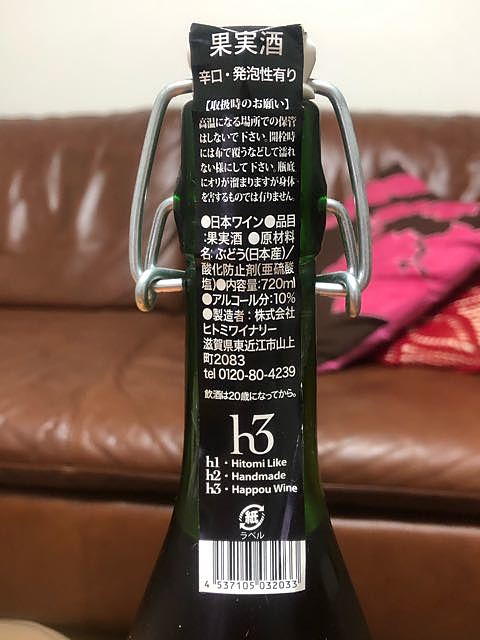 果実酒
辛口・発泡性有り
【取扱時のお願い】
高温になる場所での保管
はしないで下さい。開栓時
には布で覆うなどして濡れ
ない様にして下さい。瓶底
にオリが溜まりますが身体
を害するものでは有りません。
●日本ワイン●品目
:果実酒 ●原材料
名:ぶどう(日本産)/
酸化防止剤(亜硫酸
塩)●内容量:720ml
●アルコール分:10%
●製造者:株式会社
ヒトミワイナリー
滋賀県東近江市山上
町2083
tel 0120-80-4239
飲酒は20歳になってから。
h3
h1・Hitomi Like
h2・Handmade
h3・Happou Wine
紙
ラベル
4 537105 032033